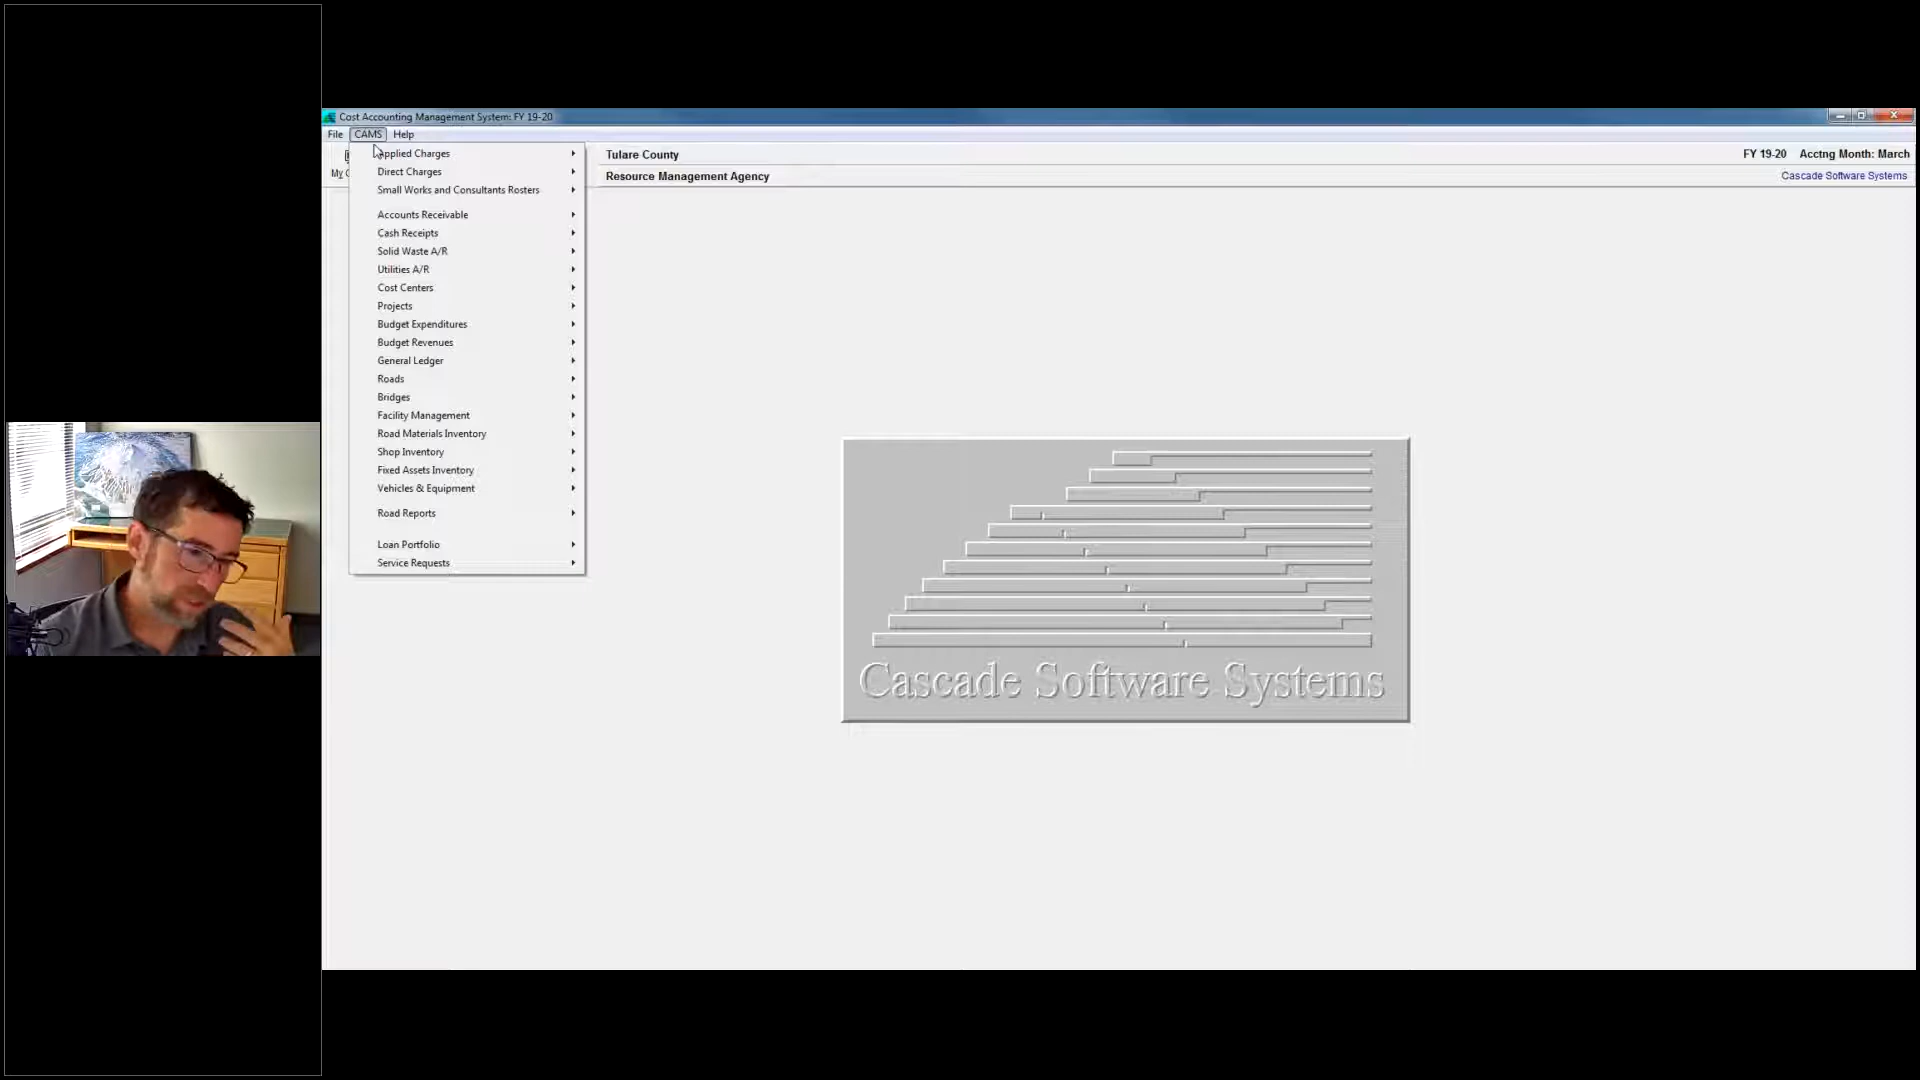 Cost Accounting Management System: FY 19-20
File CAMS Help
Applied Charges
Direct Charges
Small Works and Consultants Rosters
Accounts Receivable
Cash Receipts
Solid Waste A/R
Utilities A/R
Cost Centers
Projects
Budget Expenditures
Budget Revenues
General Ledger
Roads
Bridges
Facility Management
Road Materials Inventory
Shop Inventory
Fixed Assets Inventory
Vehicles & Equipment
Road Reports
Loan Portfolio
Service Requests
My
Tulare County
Resource Management Agency
FY 19-20 Acctng Month: March
Cascade Software Systems
Cascade Software Systems